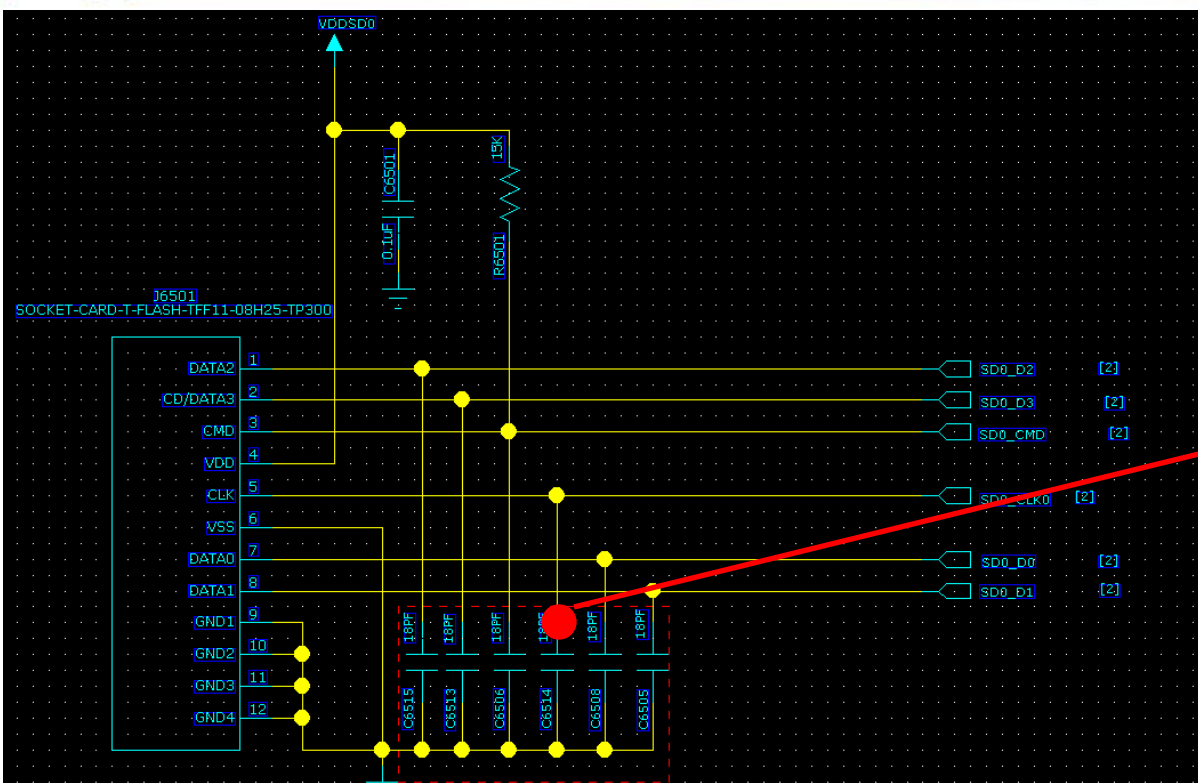 VDDSD0
15K
C6501
0.1uF
R6501
J6501
SOCKET-CARD-T-FLASH-TFF11-08H25-TP300
DATA2 1 SD0_D2 [2]
CD/DATA3 2 SD0_D3 [2]
CMD 3 SD0_CMD [2]
VDD 4
CLK 5 SD0_CLK0 [2]
VSS 6
DATA0 7 SD0_D0 [2]
DATA1 8 SD0_D1 [2]
GND1 9
GND2 10
GND3 11
GND4 12
18PF 18PF 18PF 18PF 18PF
C6515 C6513 C6506 C6514 C6508 C6505